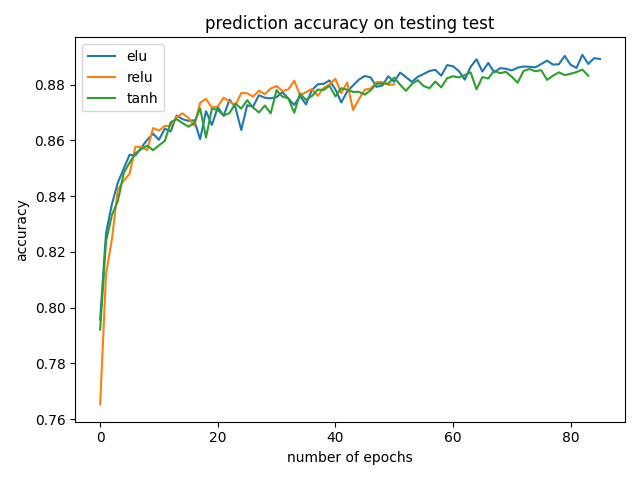 prediction accuracy on testing test
elu
relu
tanh
accuracy
0.88
0.86
0.84
0.82
0.80
0.78
0.76
0 20 40 60 80
number of epochs